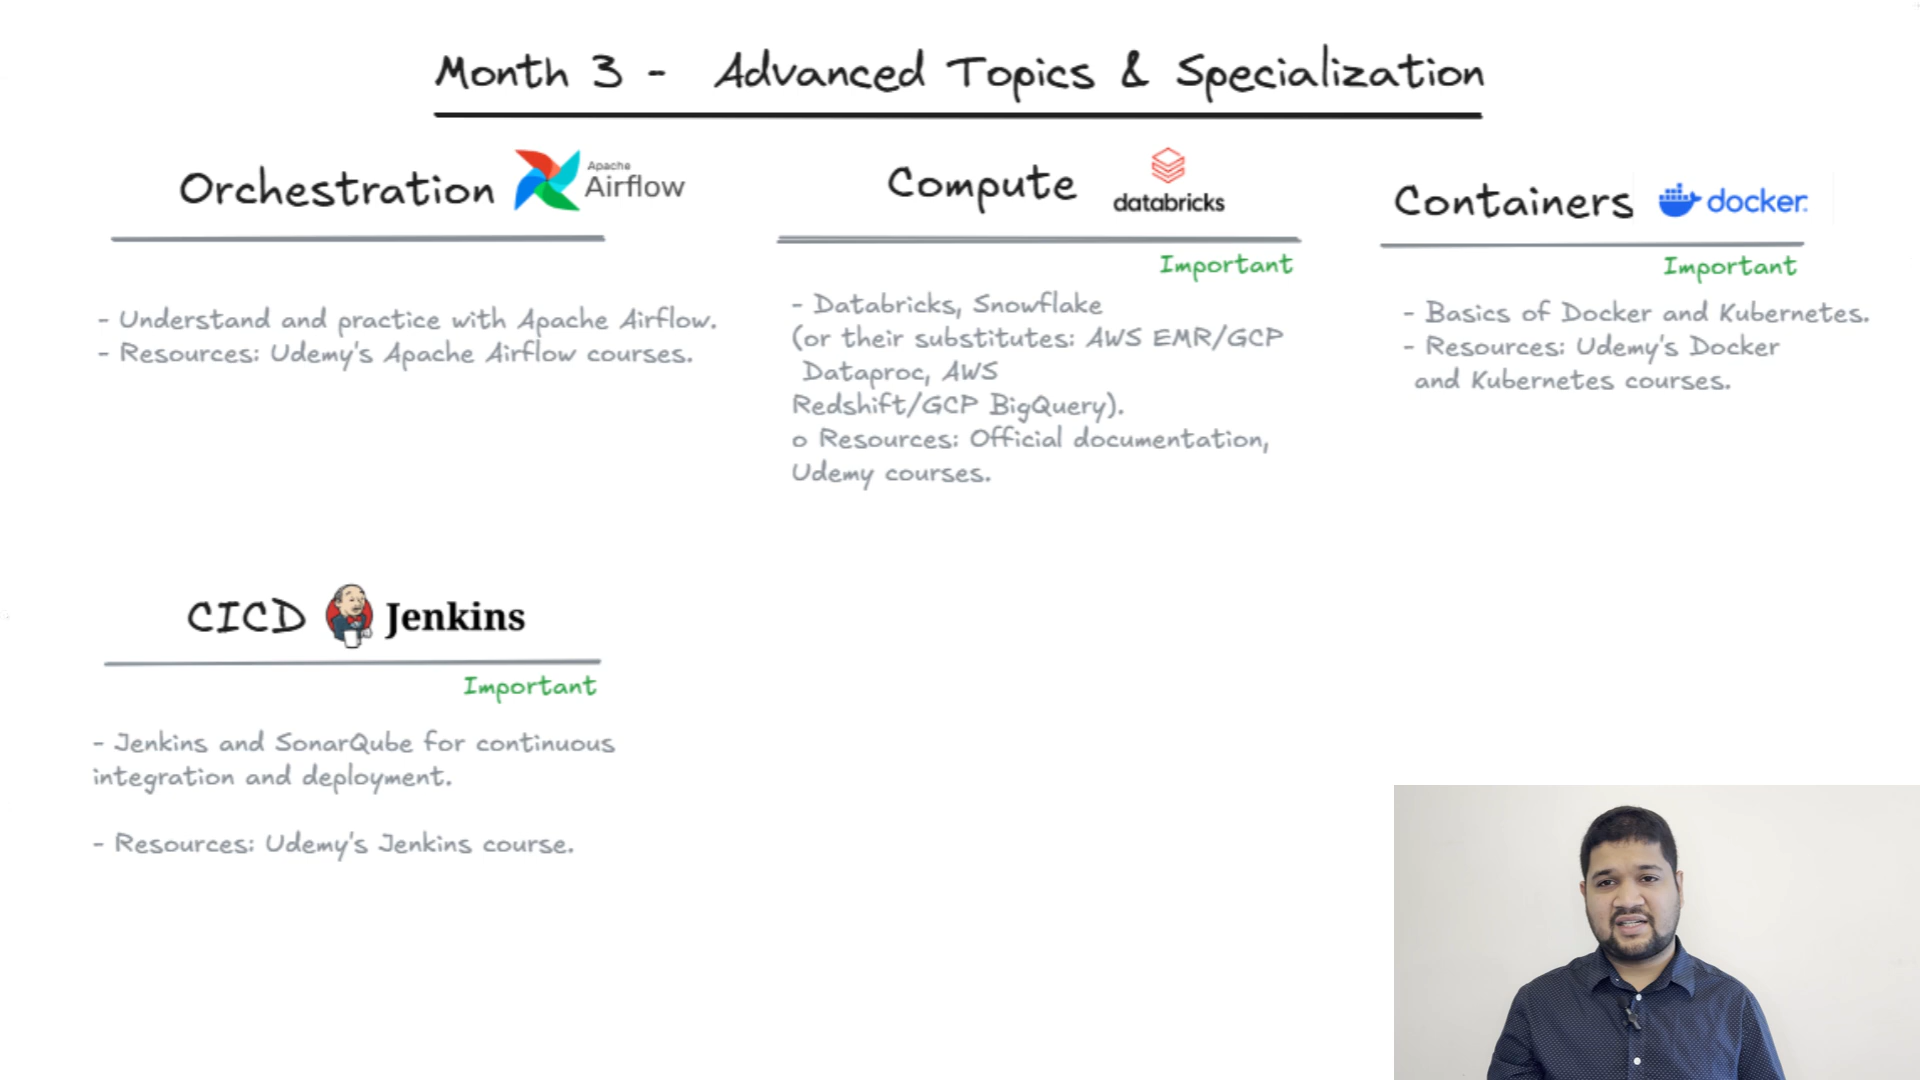 Month 3 - Advanced Topics & Specialization
Orchestration Apache Airflow
- Understand and practice with Apache Airflow.
- Resources: Udemy's Apache Airflow courses.
Compute databricks
Important
- Databricks, Snowflake
(or their substitutes: AWS EMR/GCP
Dataproc, AWS
Redshift/GCP BigQuery).
o Resources: Official documentation,
Udemy courses.
Containers docker
Important
- Basics of Docker and Kubernetes.
- Resources: Udemy's Docker
and Kubernetes courses.
CICD Jenkins
Important
- Jenkins and SonarQube for continuous
integration and deployment.
- Resources: Udemy's Jenkins course.